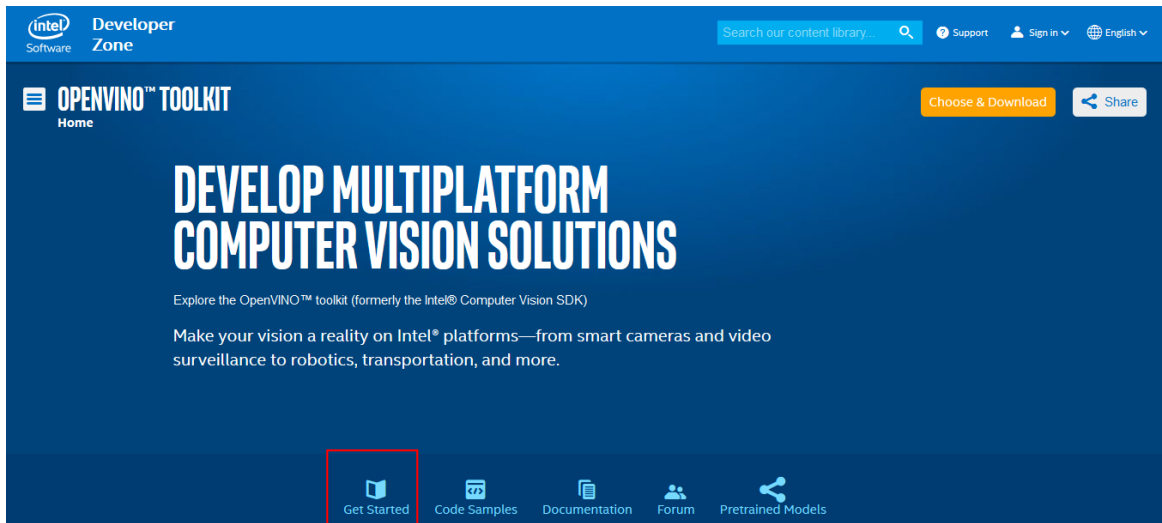 intel Developer
Software Zone
Search our content library...
Support
Sign in
English
OPENVINO™ TOOLKIT
Home
Choose & Download
Share
DEVELOP MULTIPLATFORM
COMPUTER VISION SOLUTIONS
Explore the OpenVINO™ toolkit (formerly the Intel® Computer Vision SDK)
Make your vision a reality on Intel® platforms—from smart cameras and video
surveillance to robotics, transportation, and more.
Get Started
Code Samples
Documentation
Forum
Pretrained Models